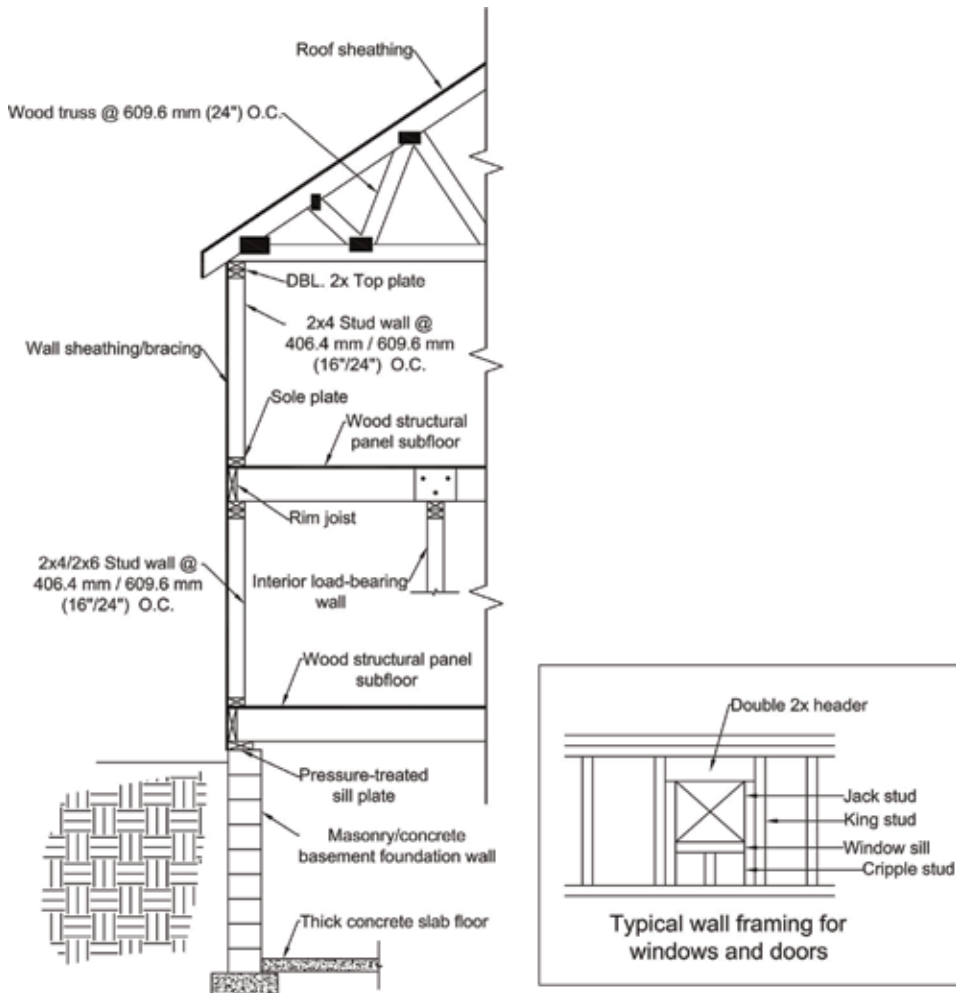 Roof sheathing
Wood truss @ 609.6 mm (24") O.C.
DBL. 2x Top plate
2x4 Stud wall @
406.4 mm / 609.6 mm
(16"/24") O.C.
Wall sheathing/bracing
Sole plate
Wood structural
panel subfloor
Rim joist
2x4/2x6 Stud wall @
406.4 mm / 609.6 mm
(16"/24") O.C.
Interior load-bearing
wall
Wood structural panel
subfloor
Pressure-treated
sill plate
Masonry/concrete
basement foundation wall
Thick concrete slab floor
Double 2x header
Jack stud
King stud
Window sill
Cripple stud
Typical wall framing for
windows and doors